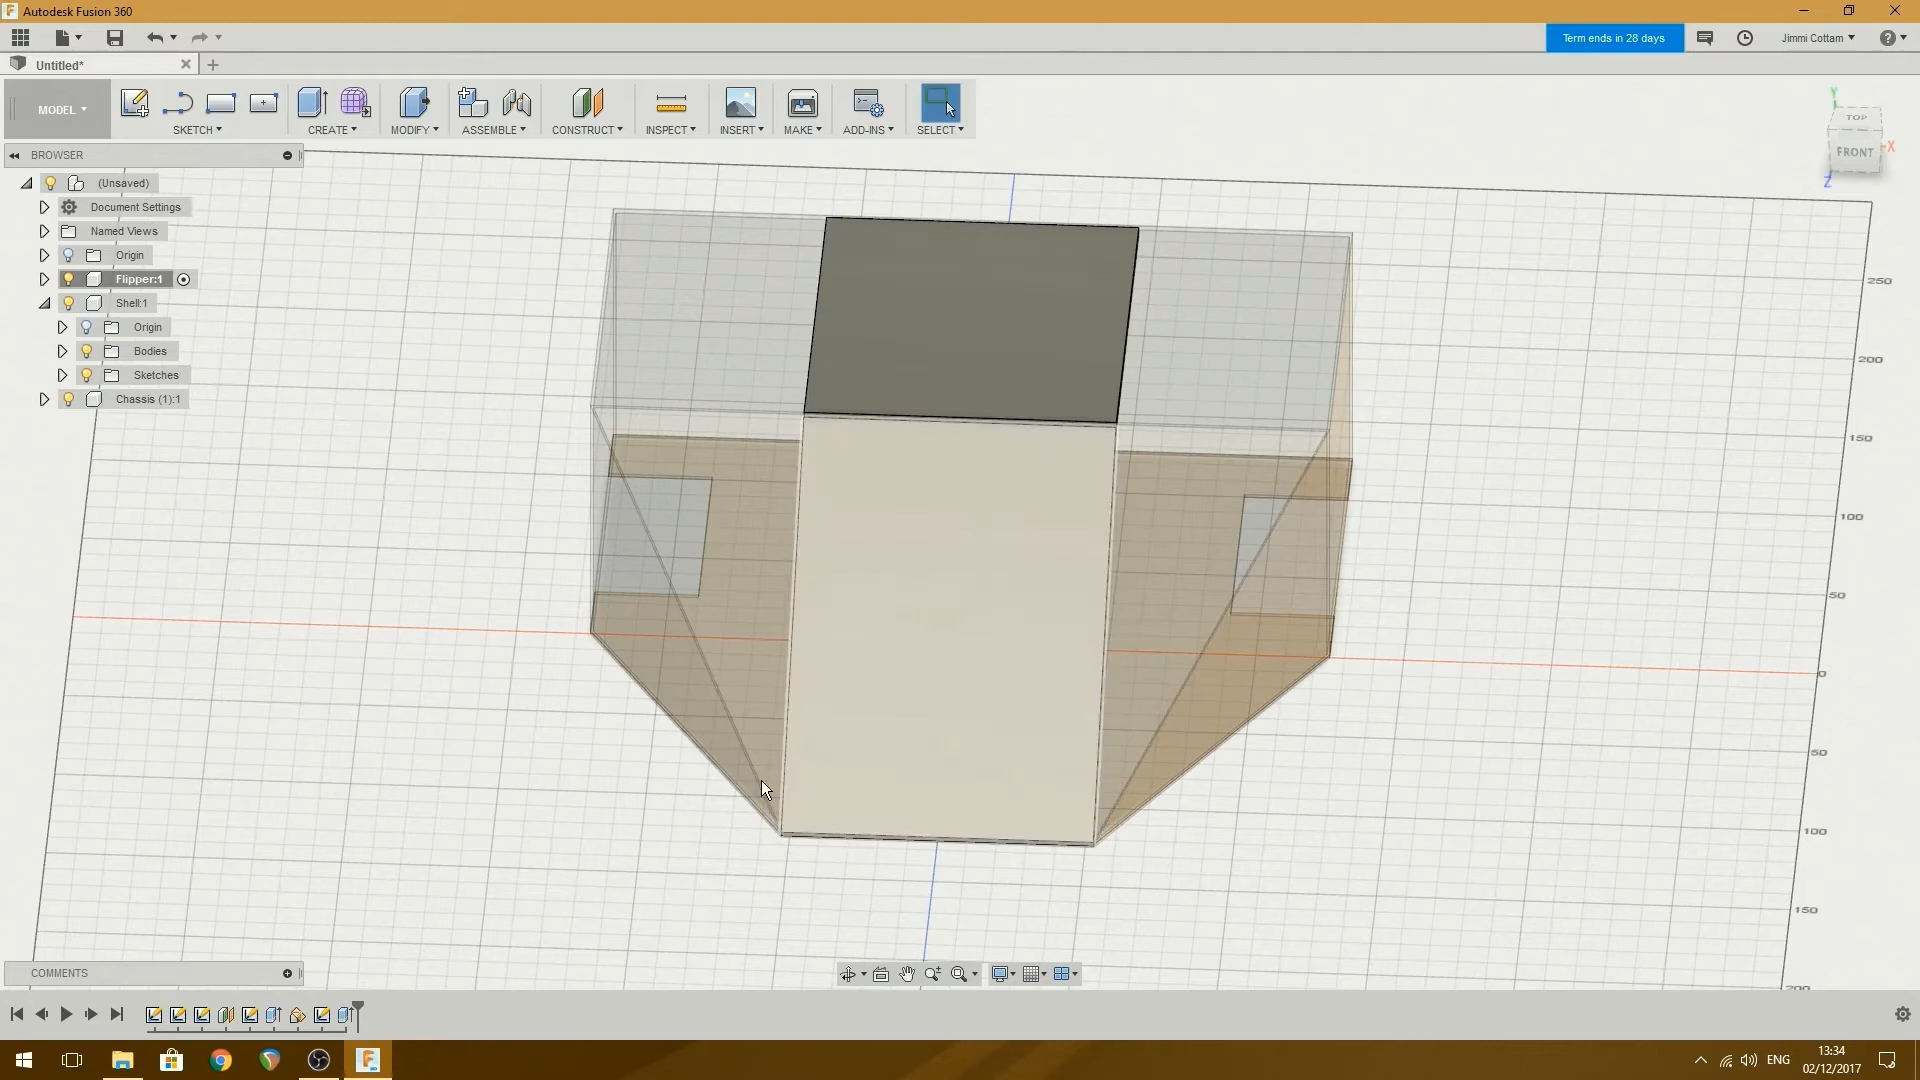 Autodesk Fusion 360
Term ends in 28 days
Jimmi Cottam
Untitled*
MODEL
SKETCH
CREATE
MODIFY
ASSEMBLE
CONSTRUCT
INSPECT
INSERT
MAKE
ADD-INS
SELECT
Y
TOP
FRONT
X
Z
BROWSER
(Unsaved)
Document Settings
Named Views
Origin
Flipper:1
Shell:1
Origin
Bodies
Sketches
Chassis (1):1
250
200
150
100
50
0
50
100
150
200
COMMENTS
ENG
13:34
02/12/2017